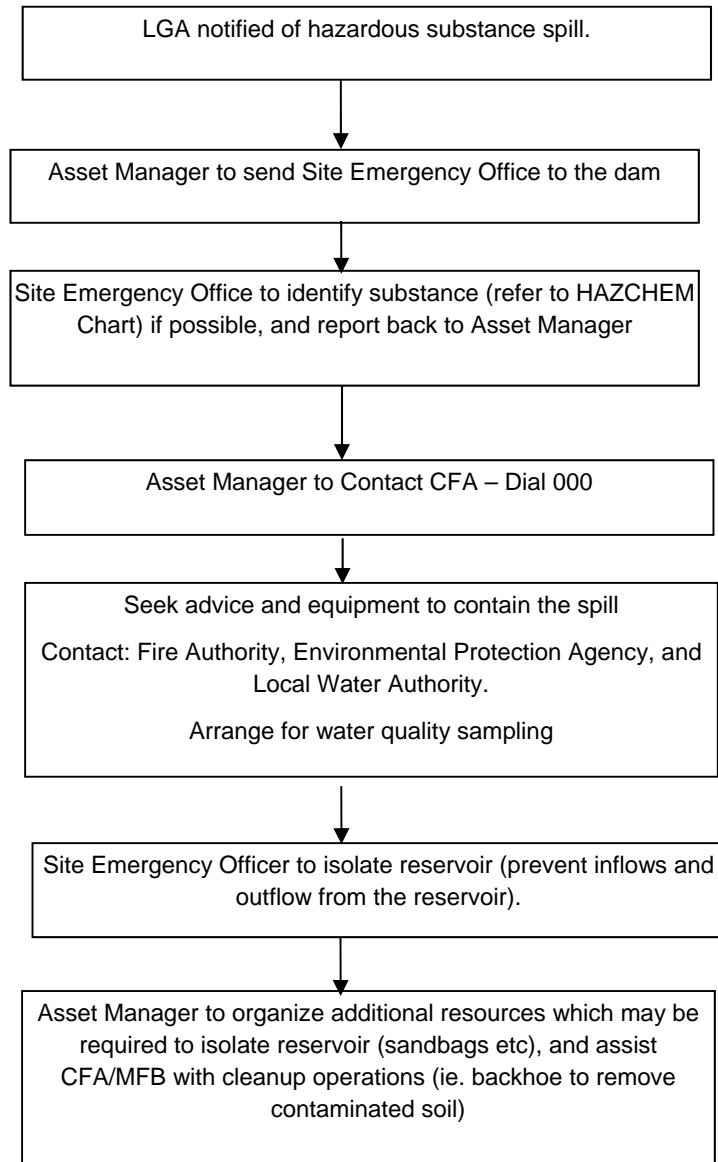 LGA notified of hazardous substance spill.
Asset Manager to send Site Emergency Office to the dam
Site Emergency Office to identify substance (refer to HAZCHEM
Chart) if possible, and report back to Asset Manager
Asset Manager to Contact CFA – Dial 000
Seek advice and equipment to contain the spill
Contact: Fire Authority, Environmental Protection Agency, and
Local Water Authority.
Arrange for water quality sampling
Site Emergency Officer to isolate reservoir (prevent inflows and
outflow from the reservoir).
Asset Manager to organize additional resources which may be
required to isolate reservoir (sandbags etc), and assist
CFA/MFB with cleanup operations (ie. backhoe to remove
contaminated soil)